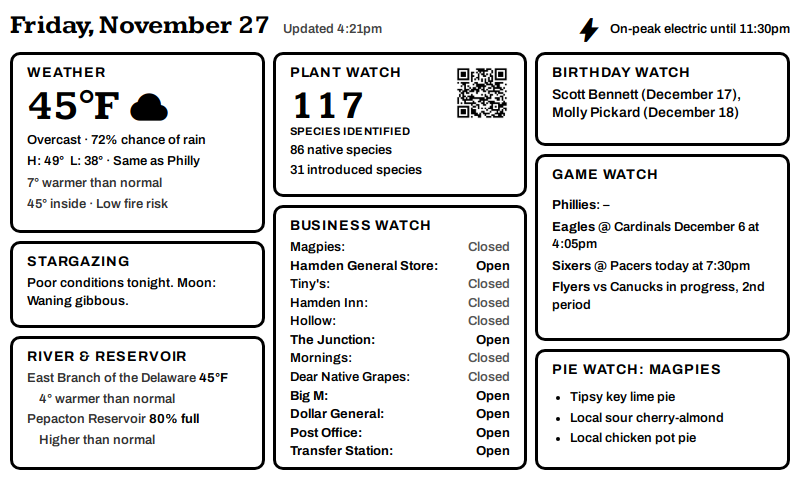 Friday, November 27 Updated 4:21pm
On-peak electric until 11:30pm
WEATHER
45°F
Overcast · 72% chance of rain
H: 49° L: 38° · Same as Philly
7° warmer than normal
45° inside · Low fire risk
STARGAZING
Poor conditions tonight. Moon:
Waning gibbous.
RIVER & RESERVOIR
East Branch of the Delaware 45°F
4° warmer than normal
Pepacton Reservoir 80% full
Higher than normal
PLANT WATCH
117
SPECIES IDENTIFIED
86 native species
31 introduced species
BUSINESS WATCH
Magpies: Closed
Hamden General Store: Open
Tiny's: Closed
Hamden Inn: Closed
Hollow: Closed
The Junction: Open
Mornings: Closed
Dear Native Grapes: Closed
Big M: Open
Dollar General: Open
Post Office: Open
Transfer Station: Open
BIRTHDAY WATCH
Scott Bennett (December 17),
Molly Pickard (December 18)
GAME WATCH
Phillies: –
Eagles @ Cardinals December 6 at
4:05pm
Sixers @ Pacers today at 7:30pm
Flyers vs Canucks in progress, 2nd
period
PIE WATCH: MAGPIES
• Tipsy key lime pie
• Local sour cherry-almond
• Local chicken pot pie